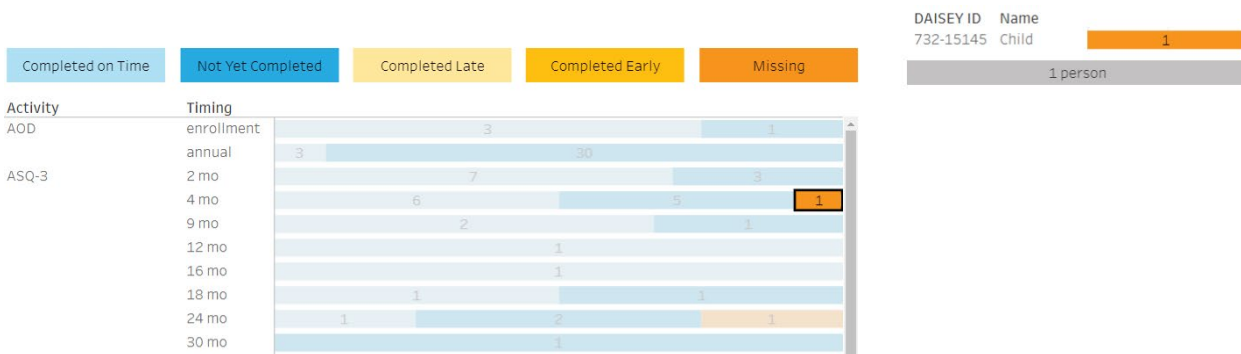 DAISEY ID Name
732-15145 Child 1
1 person
Completed on Time Not Yet Completed Completed Late Completed Early Missing
Activity Timing
AOD enrollment 3 1
annual 3 30
ASQ-3 2 mo 7 3
4 mo 6 5 1
9 mo 2 1
12 mo 1
16 mo 1
18 mo 1 1
24 mo 1 2 1
30 mo 1